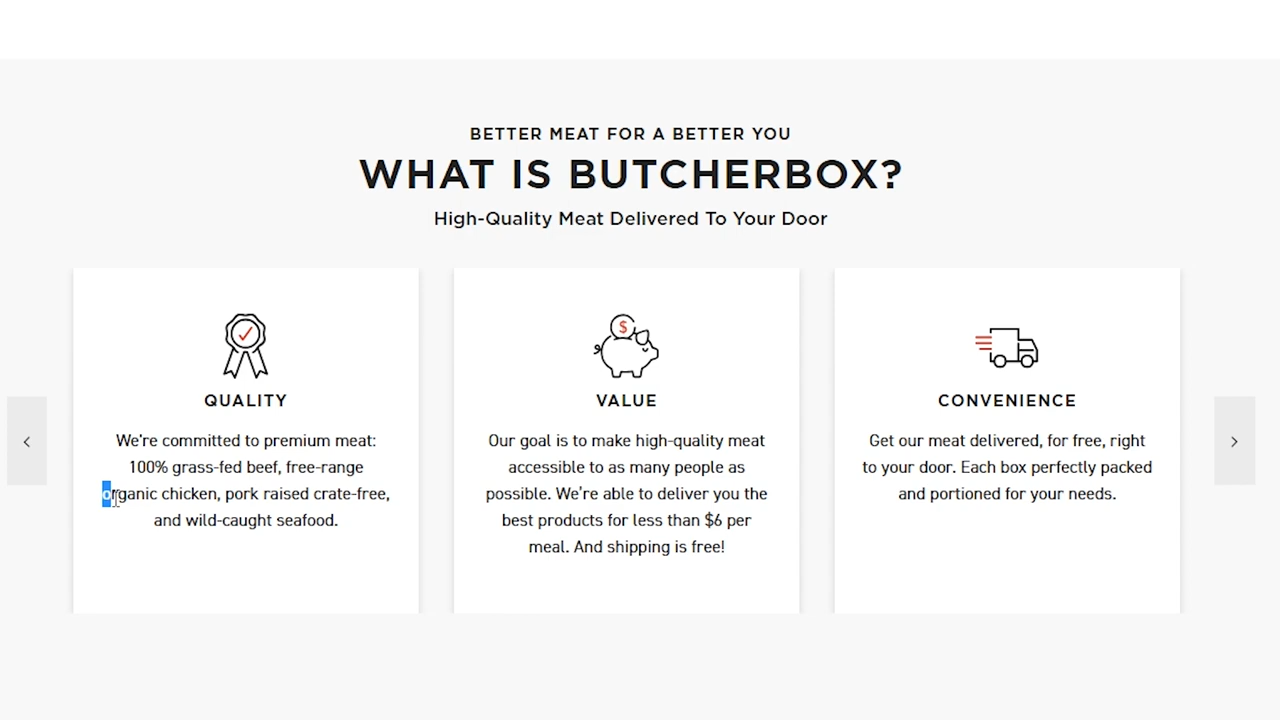 BETTER MEAT FOR A BETTER YOU
WHAT IS BUTCHERBOX?
High-Quality Meat Delivered To Your Door
QUALITY
We're committed to premium meat:
100% grass-fed beef, free-range
organic chicken, pork raised crate-free,
and wild-caught seafood.
$
VALUE
Our goal is to make high-quality meat
accessible to as many people as
possible. We're able to deliver you the
best products for less than $6 per
meal. And shipping is free!
CONVENIENCE
Get our meat delivered, for free, right
to your door. Each box perfectly packed
and portioned for your needs.